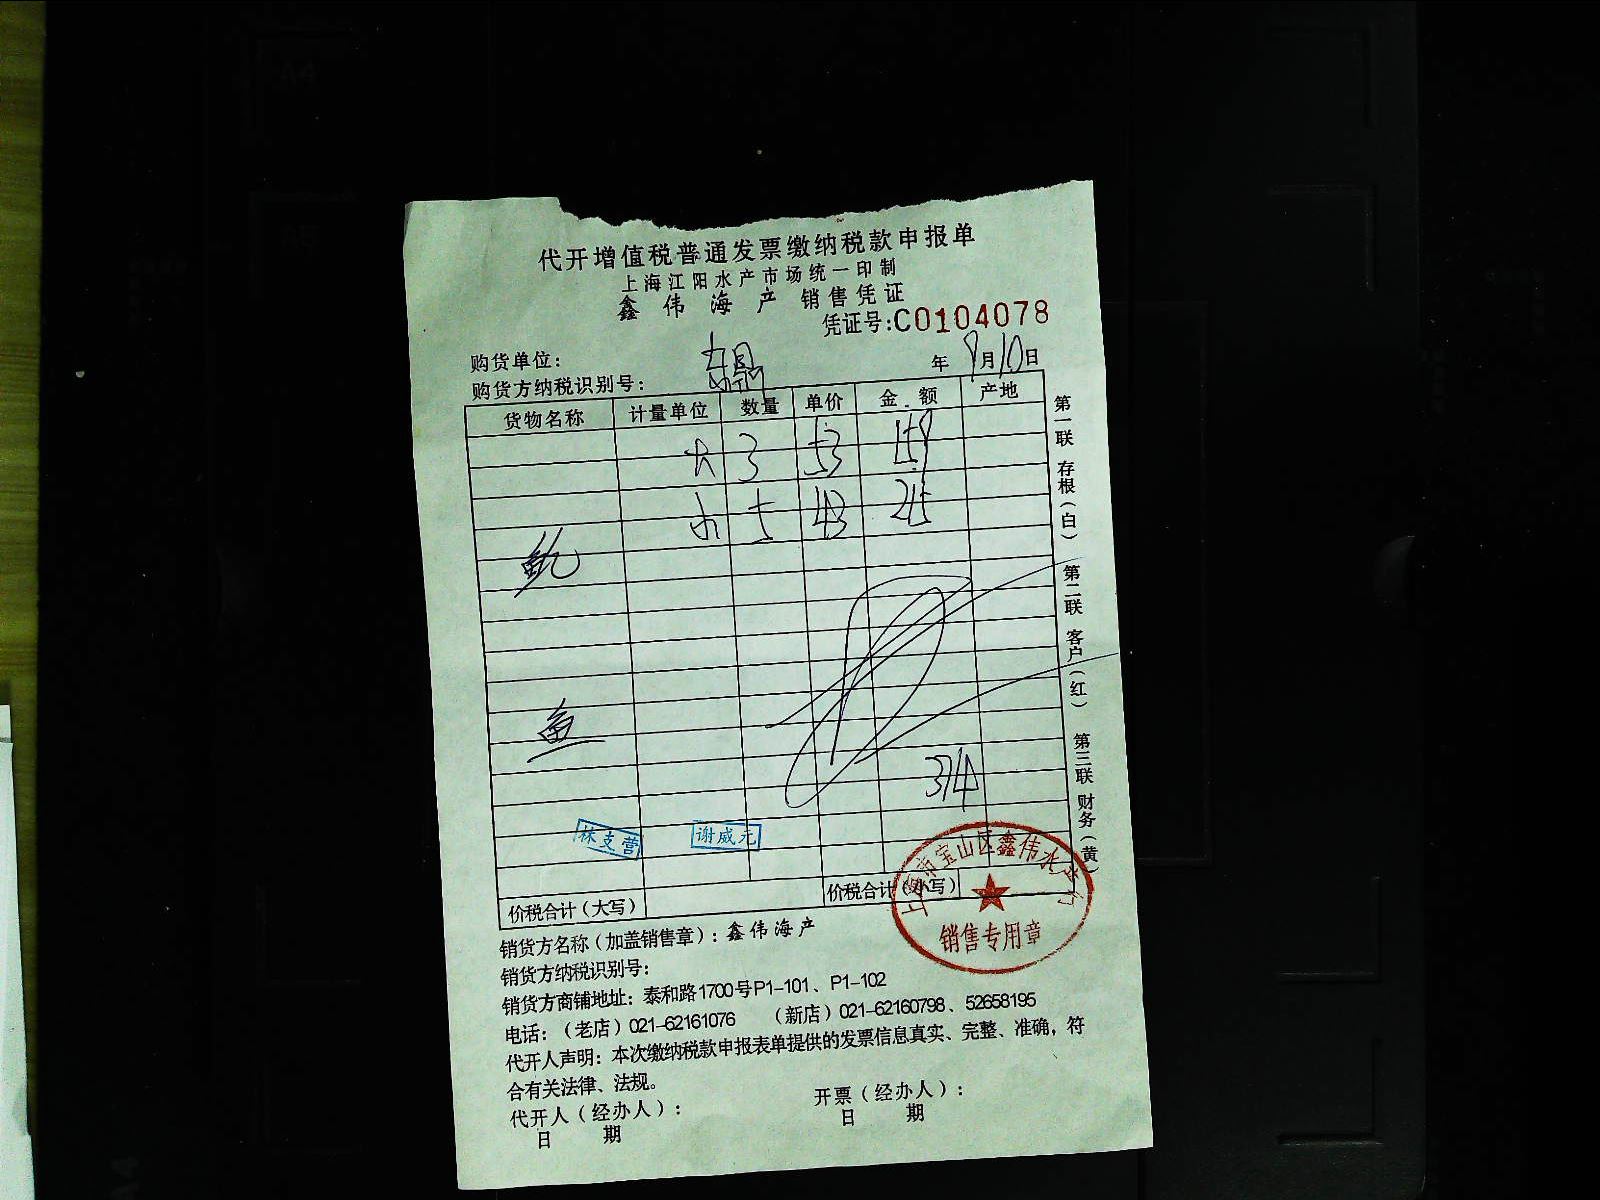 代开增值税普通发票缴纳税款申报单
上海江阳水产市场统一印制
鑫伟海产 销售凭证
凭证号:C0104078
购货单位: 年 9月10日
购货方纳税识别号:
货物名称 计量单位 数量 单价 金.额 产地
大 3 53 159
小 5 43 215
鱼
374
林支营 谢威元
价税合计(大写) 价税合计(小写)
上海市宝山区鑫伟水产行
销售专用章
销货方名称(加盖销售章):鑫伟海产
销货方纳税识别号:
销货方商铺地址:泰和路1700号P1-101、P1-102
电话:(老店)021-62161076 (新店)021-62160798、52658195
代开人声明:本次缴纳税款申报表单提供的发票信息真实、完整、准确,符
合有关法律、法规。
代开人(经办人): 开票(经办人):
日 期 日 期
第一联 存根(白)
第二联 客户(红)
第三联 财务(黄)